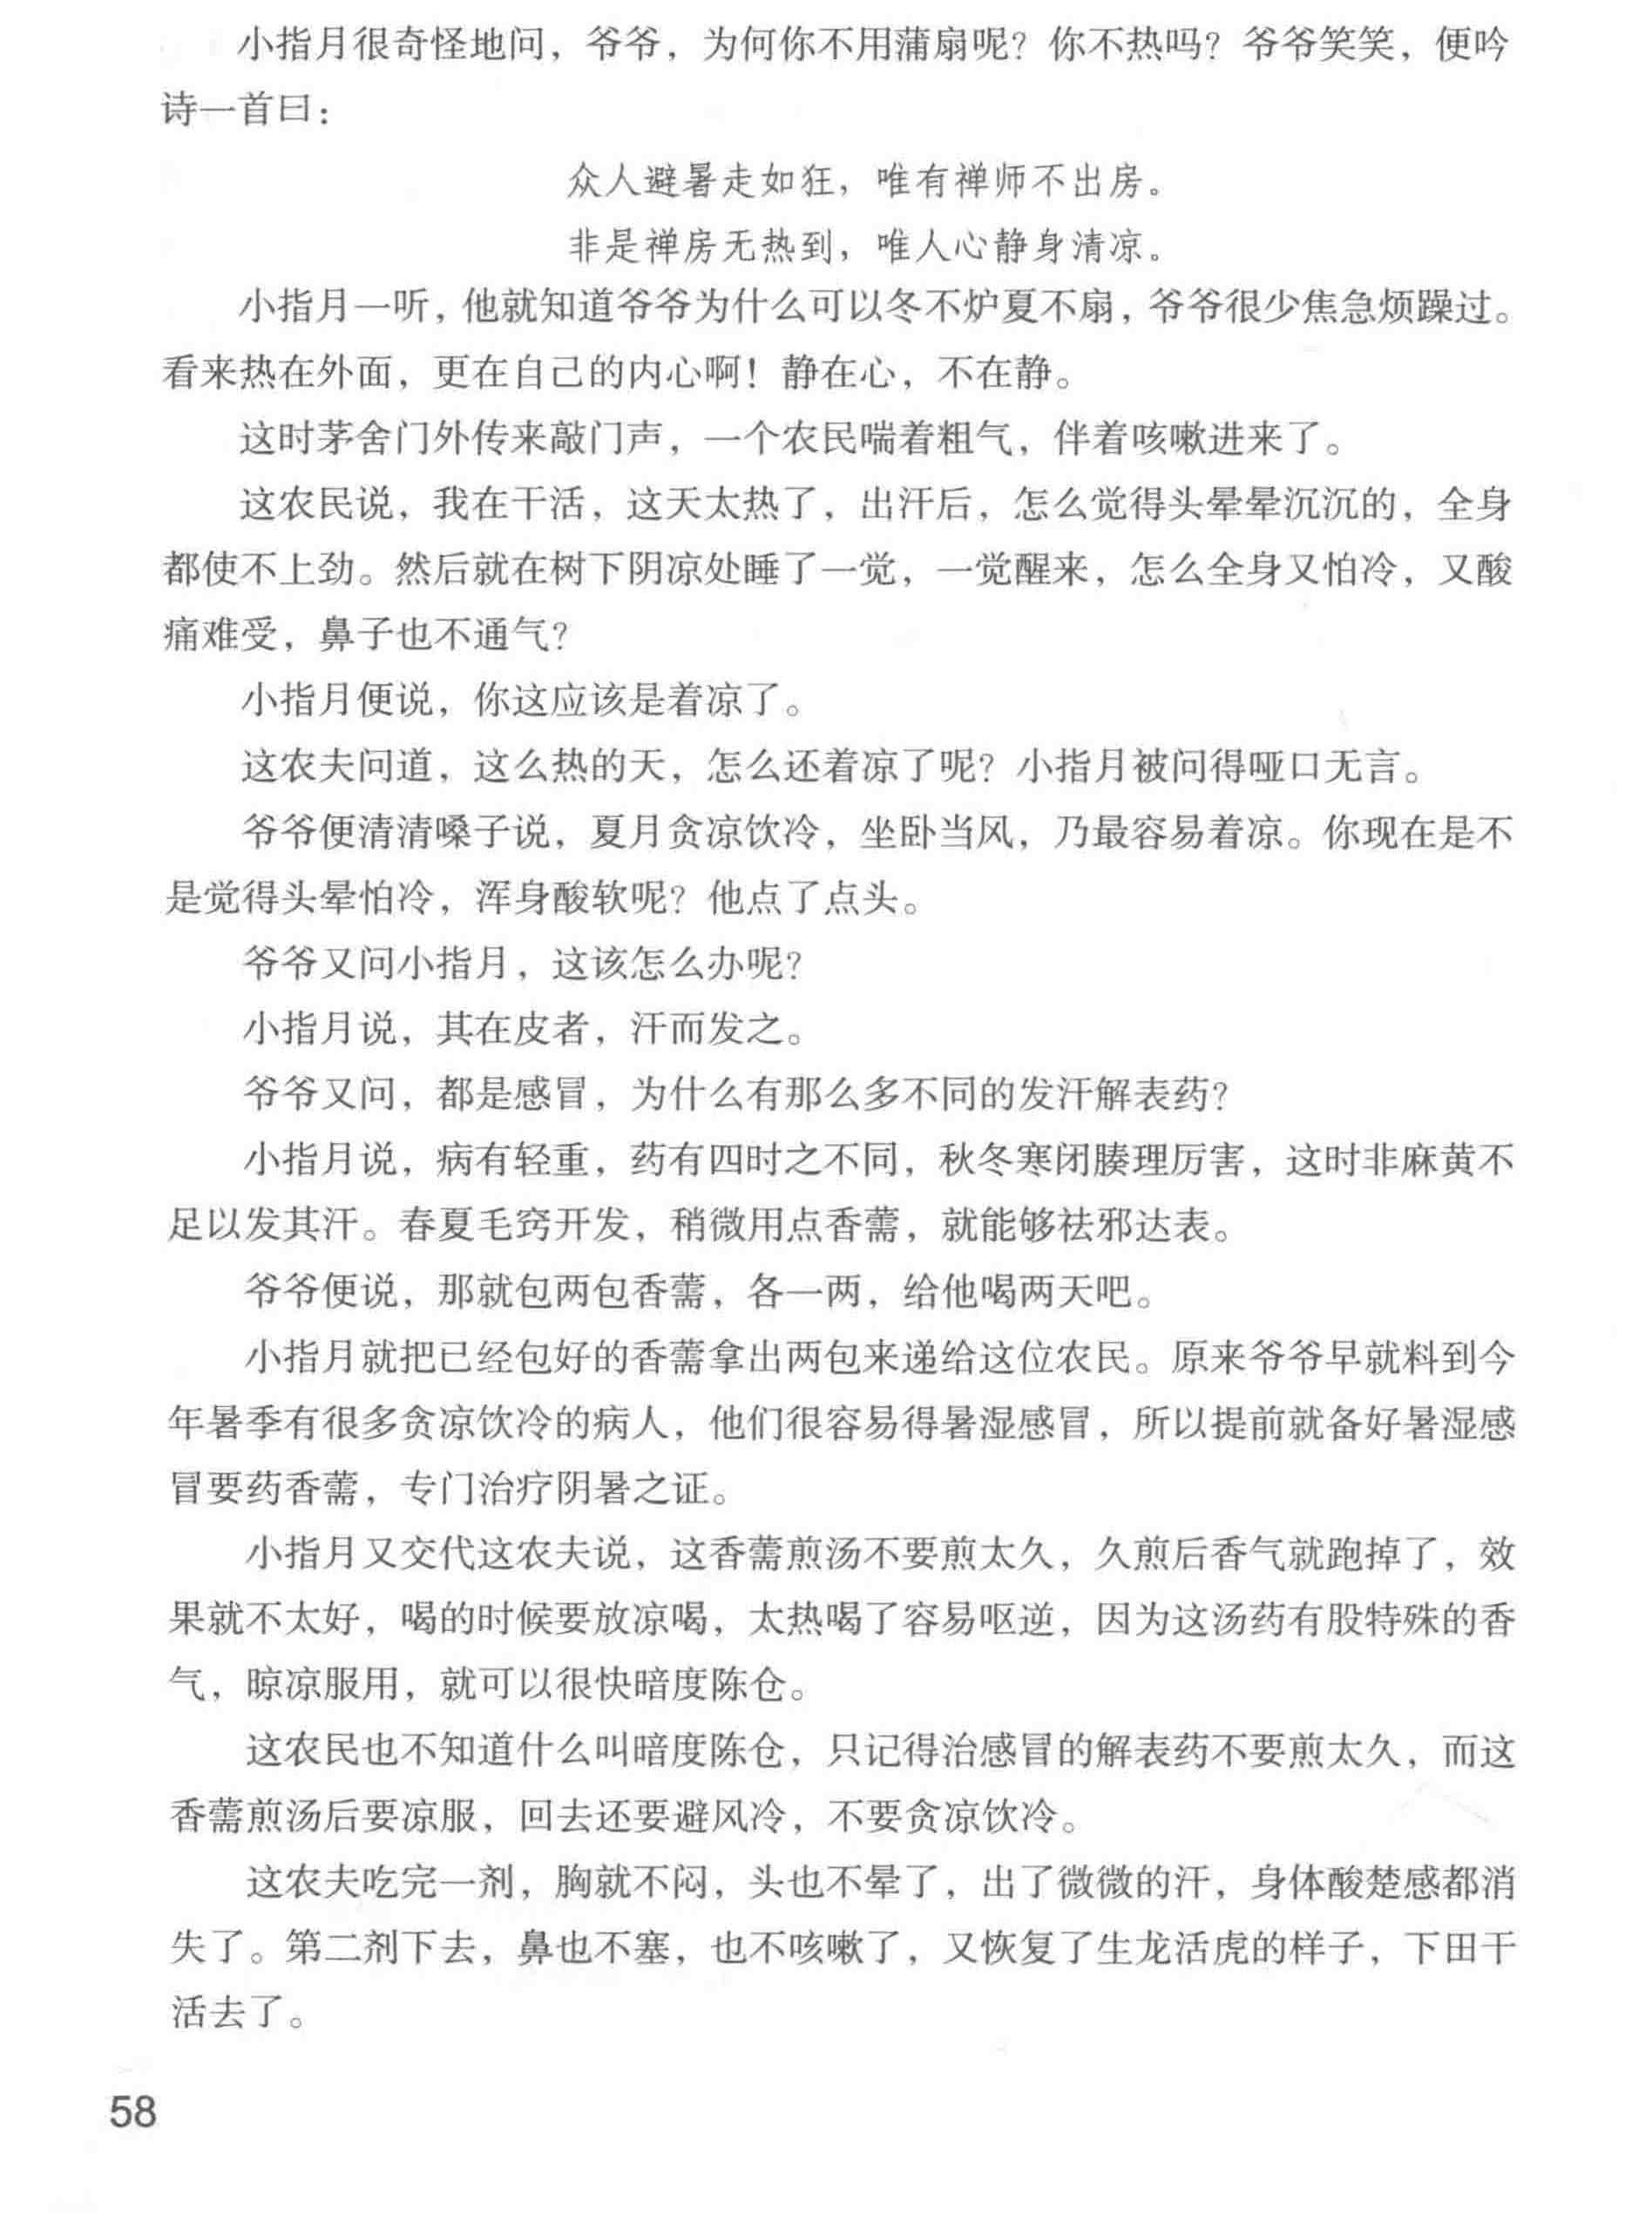 小指月很奇怪地问，爷爷，为何你不用蒲扇呢？你不热吗？爷爷笑笑，便吟
诗一首曰：
众人避暑走如狂，唯有禅师不出房。
非是禅房无热到，唯人心静身清凉。
小指月一听，他就知道爷爷为什么可以冬不炉夏不扇，爷爷很少焦急烦躁过。
看来热在外面，更在自己的内心啊！静在心，不在静。
这时茅舍门外传来敲门声，一个农民喘着粗气，伴着咳嗽进来了。
这农民说，我在干活，这天太热了，出汗后，怎么觉得头晕晕沉沉的，全身
都使不上劲。然后就在树下阴凉处睡了一觉，一觉醒来，怎么全身又怕冷，又酸
痛难受，鼻子也不通气？
小指月便说，你这应该是着凉了。
这农夫问道，这么热的天，怎么还着凉了呢？小指月被问得哑口无言。
爷爷便清清嗓子说，夏月贪凉饮冷，坐卧当风，乃最容易着凉。你现在是不
是觉得头晕怕冷，浑身酸软呢？他点了点头。
爷爷又问小指月，这该怎么办呢？
小指月说，其在皮者，汗而发之。
爷爷又问，都是感冒，为什么有那么多不同的发汗解表药？
小指月说，病有轻重，药有四时之不同，秋冬寒闭腠理厉害，这时非麻黄不
足以发其汗。春夏毛窍开发，稍微用点香薷，就能够祛邪达表。
爷爷便说，那就包两包香薷，各一两，给他喝两天吧。
小指月就把已经包好的香薷拿出两包来递给这位农民。原来爷爷早就料到今
年暑季有很多贪凉饮冷的病人，他们很容易得暑湿感冒，所以提前就备好暑湿感
冒要药香薷，专门治疗阴暑之证。
小指月又交代这农夫说，这香薷煎汤不要煎太久，久煎后香气就跑掉了，效
果就不太好，喝的时候要放凉喝，太热喝了容易呕逆，因为这汤药有股特殊的香
气，晾凉服用，就可以很快暗度陈仓。
这农民也不知道什么叫暗度陈仓，只记得治感冒的解表药不要煎太久，而这
香薷煎汤后要凉服，回去还要避风冷，不要贪凉饮冷。
这农夫吃完一剂，胸就不闷，头也不晕了，出了微微的汗，身体酸楚感都消
失了。第二剂下去，鼻也不塞，也不咳嗽了，又恢复了生龙活虎的样子，下田干
活去了。
58